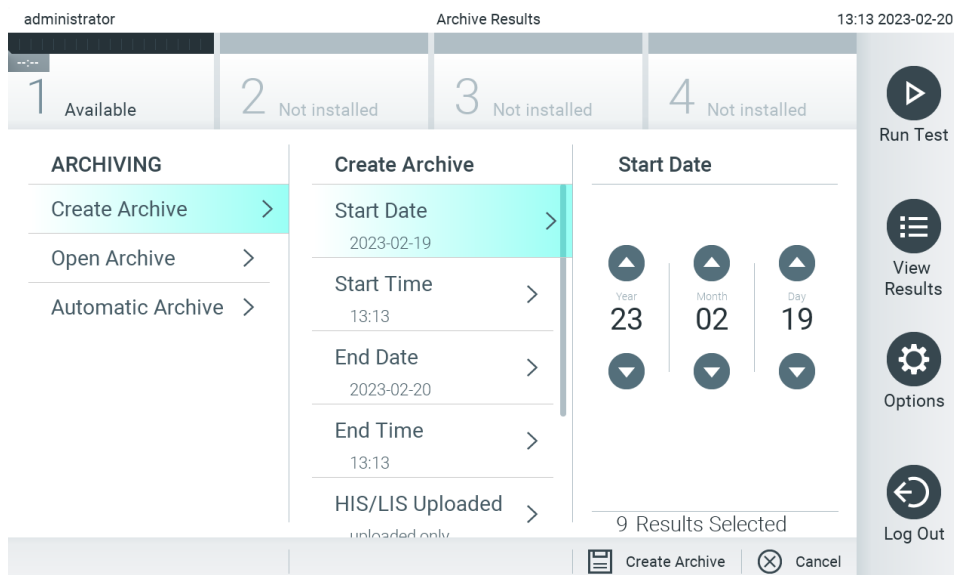 administrator
Archive Results
13:13 2023-02-20
--:--
1 Available
2 Not installed
3 Not installed
4 Not installed
Run Test
View
Results
Options
Log Out
ARCHIVING
Create Archive
Open Archive
Automatic Archive
Create Archive
Start Date
2023-02-19
Start Time
13:13
End Date
2023-02-20
End Time
13:13
HIS/LIS Uploaded
uploaded only
Start Date
Year Month Day
23 02 19
9 Results Selected
Create Archive
Cancel